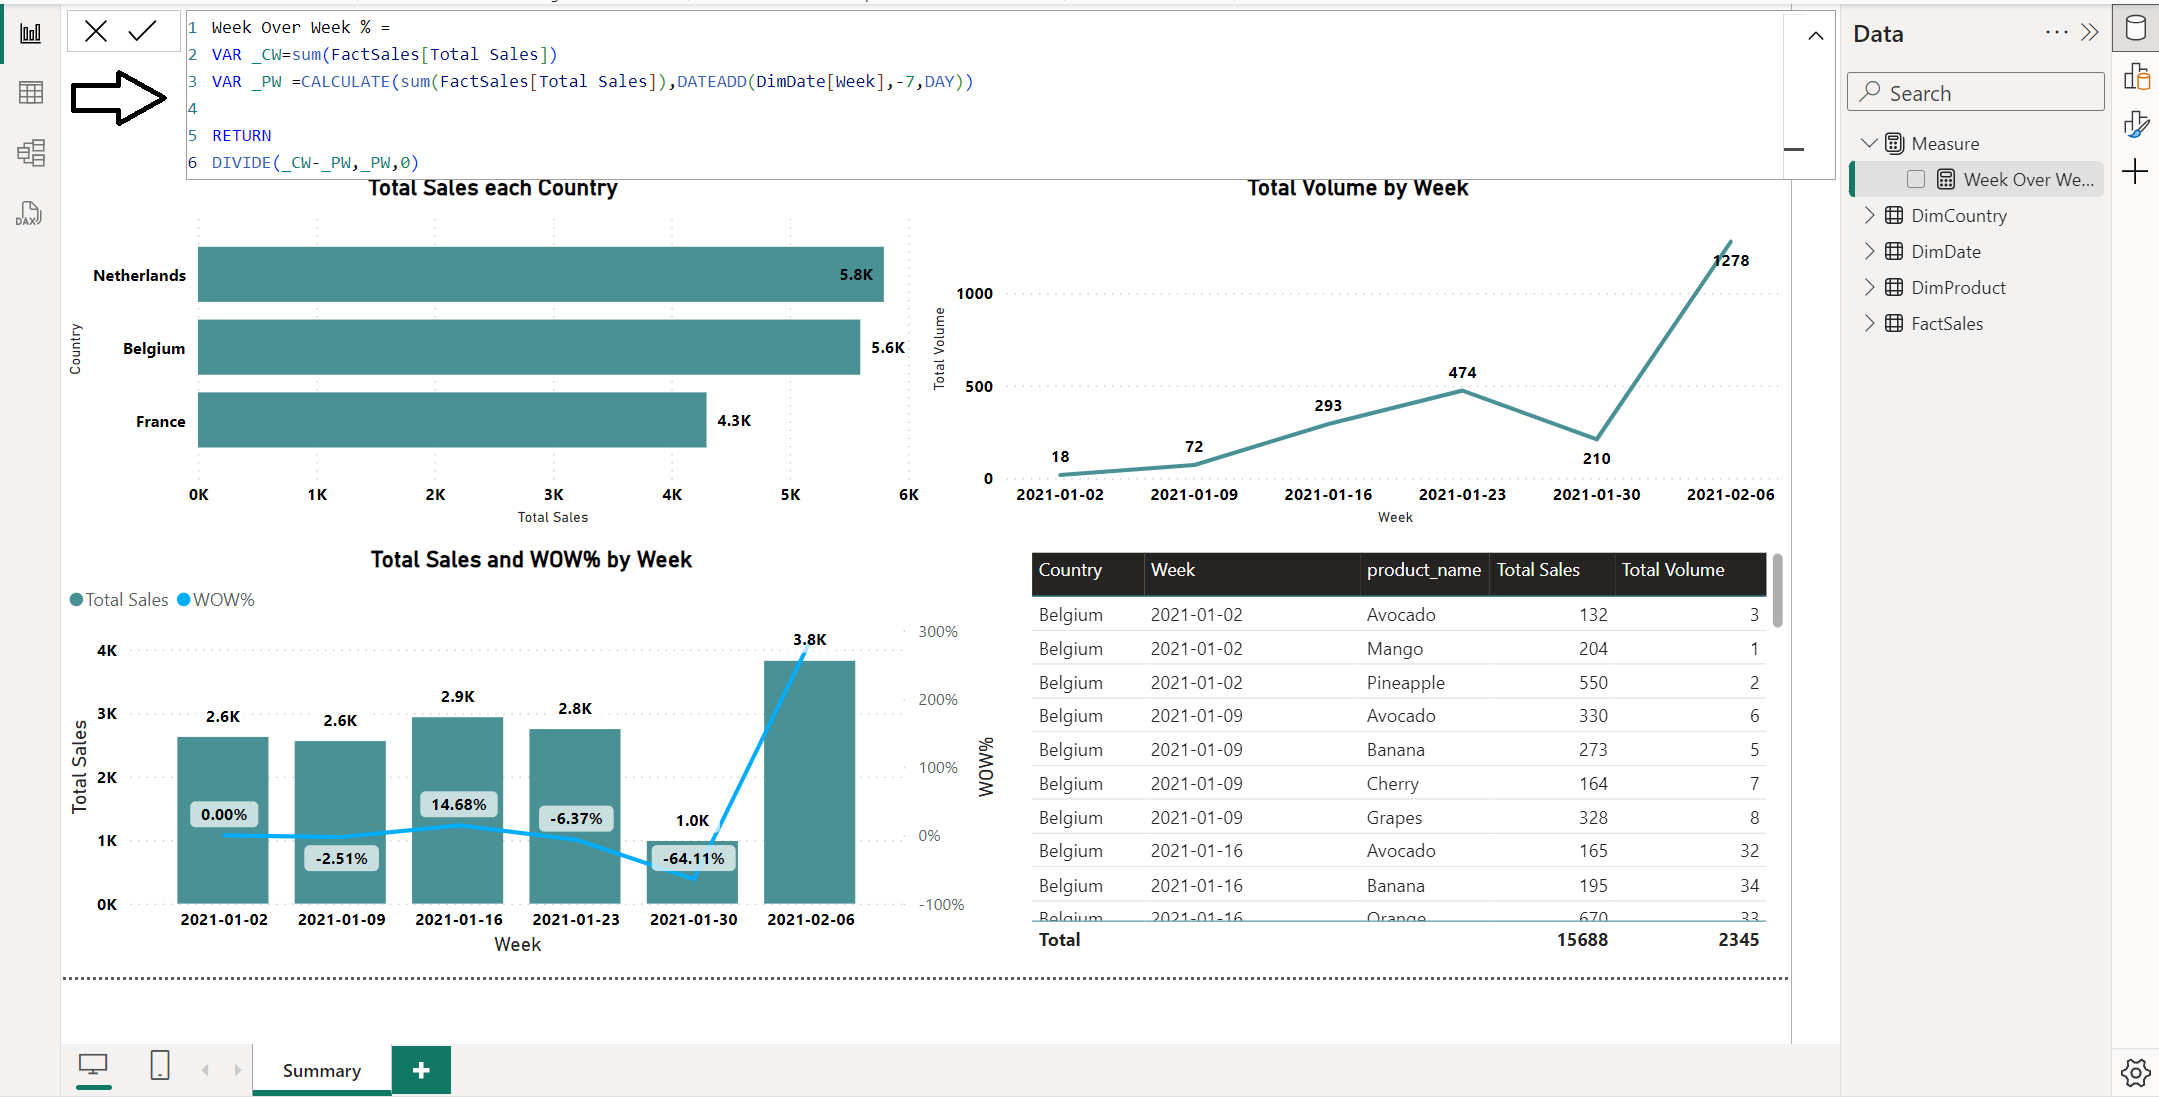 1 Week Over Week % =
2 VAR _CW=sum(FactSales[Total Sales])
3 VAR _PW =CALCULATE(sum(FactSales[Total Sales]),DATEADD(DimDate[Week],-7,DAY))
4
5 RETURN
6 DIVIDE(_CW-_PW,_PW,0)
DAX
Total Sales each Country
Country
Netherlands
5.8K
Belgium
5.6K
France
4.3K
0K 1K 2K 3K 4K 5K 6K
Total Sales
Total Volume by Week
Total Volume
1000
500
0
18
72
293
474
210
1278
2021-01-02 2021-01-09 2021-01-16 2021-01-23 2021-01-30 2021-02-06
Week
Total Sales and WOW% by Week
Total Sales WOW%
Total Sales
4K
3K
2K
1K
0K
2.6K
2.6K
2.9K
2.8K
1.0K
3.8K
0.00%
-2.51%
14.68%
-6.37%
-64.11%
300%
200%
100%
0%
-100%
WOW%
2021-01-02 2021-01-09 2021-01-16 2021-01-23 2021-01-30 2021-02-06
Week
Country Week product_name Total Sales Total Volume
Belgium 2021-01-02 Avocado 132 3
Belgium 2021-01-02 Mango 204 1
Belgium 2021-01-02 Pineapple 550 2
Belgium 2021-01-09 Avocado 330 6
Belgium 2021-01-09 Banana 273 5
Belgium 2021-01-09 Cherry 164 7
Belgium 2021-01-09 Grapes 328 8
Belgium 2021-01-16 Avocado 165 32
Belgium 2021-01-16 Banana 195 34
Belgium 2021-01-16 Orange 670 33
Total 15688 2345
Summary
Data
Search
Measure
Week Over We...
DimCountry
DimDate
DimProduct
FactSales